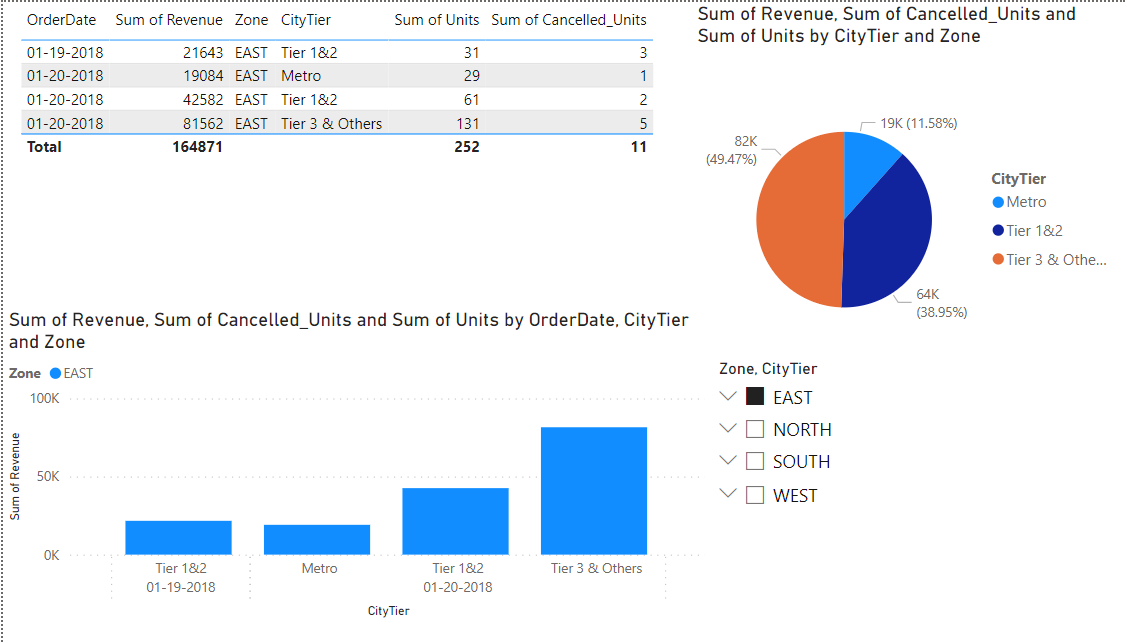 OrderDate Sum of Revenue Zone CityTier Sum of Units Sum of Cancelled_Units
01-19-2018 21643 EAST Tier 1&2 31 3
01-20-2018 19084 EAST Metro 29 1
01-20-2018 42582 EAST Tier 1&2 61 2
01-20-2018 81562 EAST Tier 3 & Others 131 5
Total 164871 252 11
Sum of Revenue, Sum of Cancelled_Units and
Sum of Units by CityTier and Zone
19K (11.58%)
82K
(49.47%)
64K
(38.95%)
CityTier
Metro
Tier 1&2
Tier 3 & Othe...
Sum of Revenue, Sum of Cancelled_Units and Sum of Units by OrderDate, CityTier
and Zone
Zone EAST
100K
50K
0K
Sum of Revenue
Tier 1&2 Metro Tier 1&2 Tier 3 & Others
01-19-2018 01-20-2018
CityTier
Zone, CityTier
EAST
NORTH
SOUTH
WEST